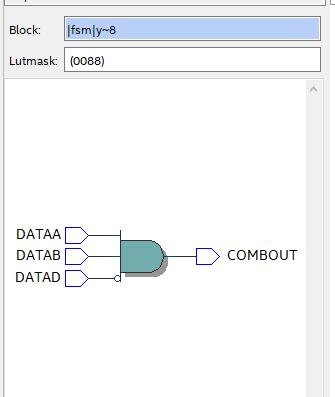 Block: |fsm|y~8
Lutmask: (0088)
DATAA
DATAB COMBOUT
DATAD